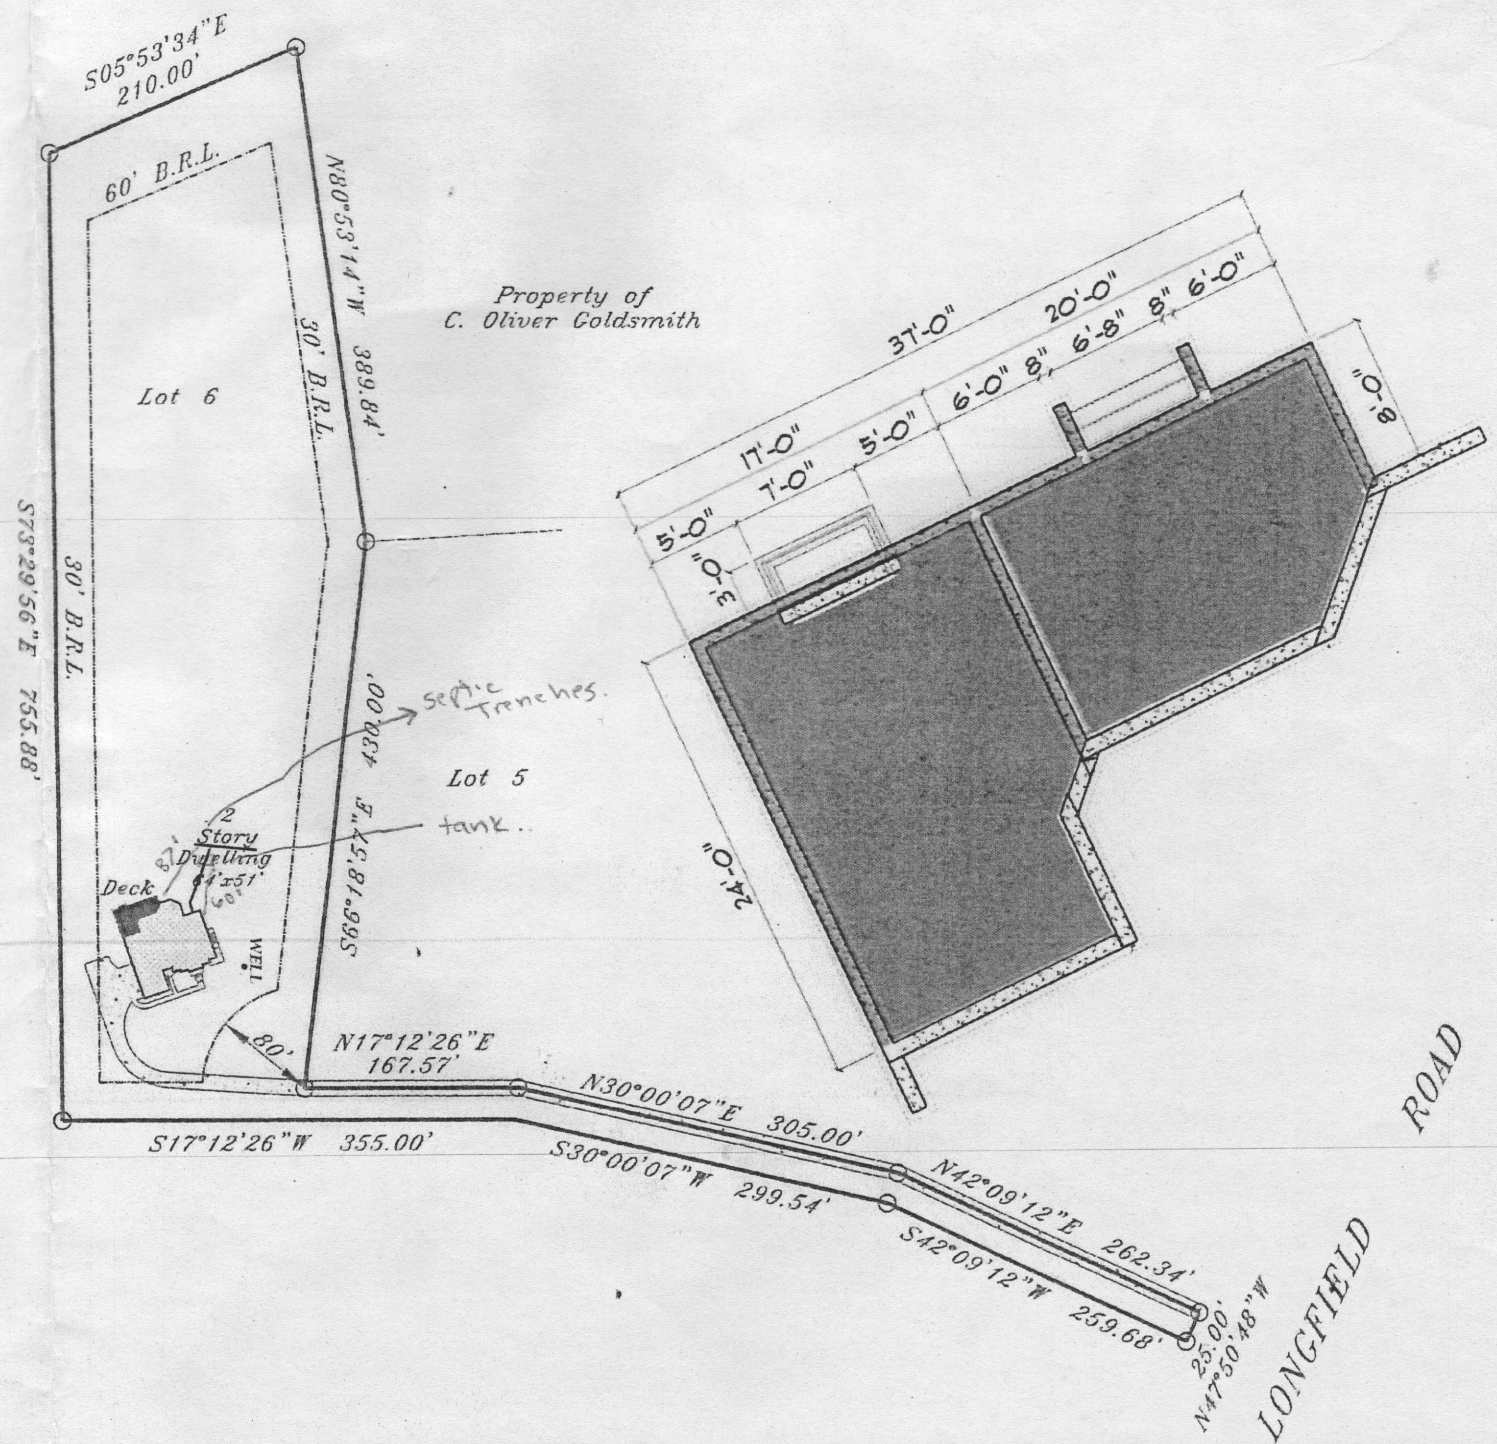 S05°53'34"E
210.00'
60' B.R.L.
N80°53'14"W 389.84'
30' B.R.L.
Property of
C. Oliver Goldsmith
Lot 6
S73°29'56"E 755.88'
30' B.R.L.
37'-0"
20'-0"
17'-0"
5'-0"
7'-0"
5'-0"
6'-0"
8"
6'-8"
8"
6'-0"
3'-0"
8'-0"
24'-0"
septic
Trenches.
S66°18'57"E 430.00'
Lot 5
tank..
2
Story
Dwelling
64'x51'
87'
60'
Deck
WELL
80'
N17°12'26"E
167.57'
N30°00'07"E 305.00'
N42°09'12"E 262.34'
S17°12'26"W 355.00'
S30°00'07"W 299.54'
S42°09'12"W 259.68'
25.00'
N47°50'48"W
LONGFIELD ROAD